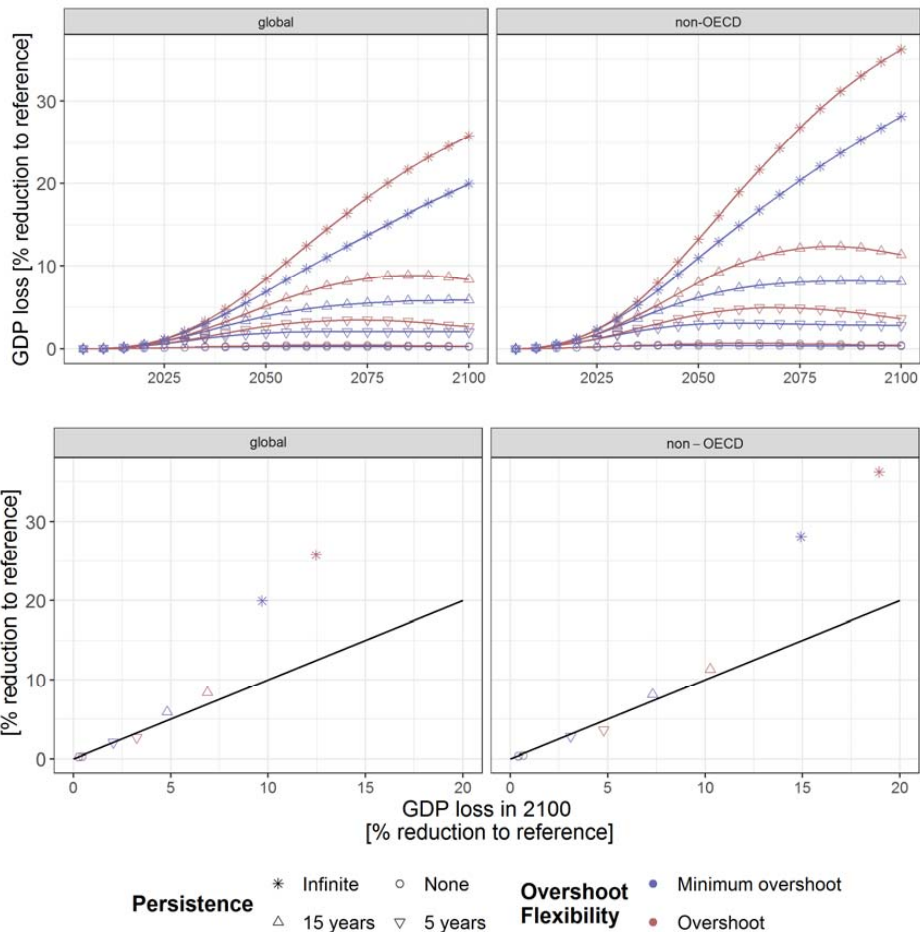 global non-OECD
GDP loss [% reduction to reference]
30
20
10
0
2025 2050 2075 2100 2025 2050 2075 2100
global non – OECD
[% reduction to reference]
30
20
10
0
0 5 10 15 20 0 5 10 15 20
GDP loss in 2100
[% reduction to reference]
Persistence
Infinite None
15 years 5 years
Overshoot
Flexibility
Minimum overshoot
Overshoot